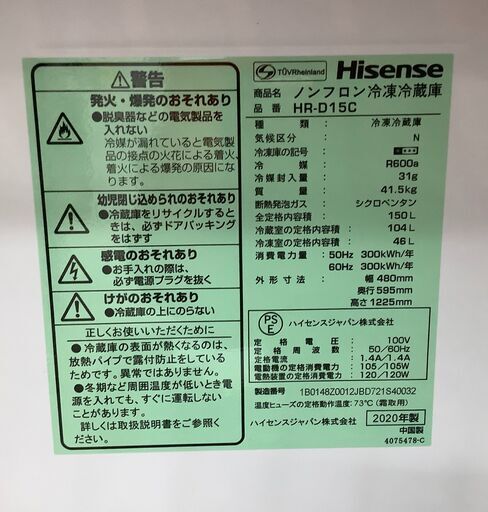 警告
発火・爆発のおそれあり
●脱臭器などの電気製品を
入れない
冷媒が漏れていると電気製
品の接点の火花による着火、
着火による爆発の原因にな
ります。
幼児閉じ込められのおそれあり
●冷蔵庫をリサイクルすると
きは、必ずドアパッキング
をはずす
感電のおそれあり
●お手入れの際は、
必ず電源プラグを抜く
けがのおそれあり
●冷蔵庫の上にのらない
正しくお使いいただくために
●冷蔵庫の表面が熱くなるのは、
放熱パイプで露付防止をしている
ためです。異常ではありません。
●冬期など周囲温度が低いとき電
源を入れても、すぐに運転しない
ことがあります。
詳しくは取扱説明書をご参照く
ださい。
TÜVRheinland
Hisense
商品名 ノンフロン冷凍冷蔵庫
品番 HR-D15C
種類：冷凍冷蔵庫
気候区分：N
冷凍庫の記号：
冷媒：R600a
冷媒封入量：31g
質量：41.5kg
断熱発泡ガス：シクロペンタン
全定格内容積：150L
冷蔵室の定格内容積：104L
冷凍室の定格内容積：46L
消費電力量：50Hz 300kWh/年
60Hz 300kWh/年
外形寸法：幅 480mm
奥行 595mm
高さ 1225mm
PS
E
ハイセンスジャパン株式会社
定格電圧：100V
定格周波数：50/60Hz
定格電流：1.4A/1.4A
電動機の定格消費電力：105/105W
電熱装置の定格消費電力：120/120W
製造番号 1B0148Z0012JBD721S40032
温度ヒューズの定格動作温度：73℃（霜取用）
ハイセンスジャパン株式会社
2020年製
中国製
4075478-C